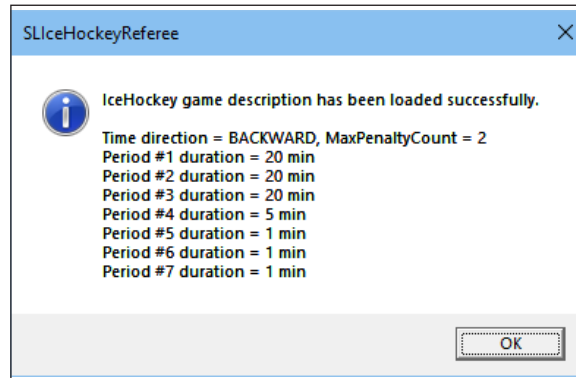 SLIceHockeyReferee
IceHockey game description has been loaded successfully.
Time direction = BACKWARD, MaxPenaltyCount = 2
Period #1 duration = 20 min
Period #2 duration = 20 min
Period #3 duration = 20 min
Period #4 duration = 5 min
Period #5 duration = 1 min
Period #6 duration = 1 min
Period #7 duration = 1 min
OK